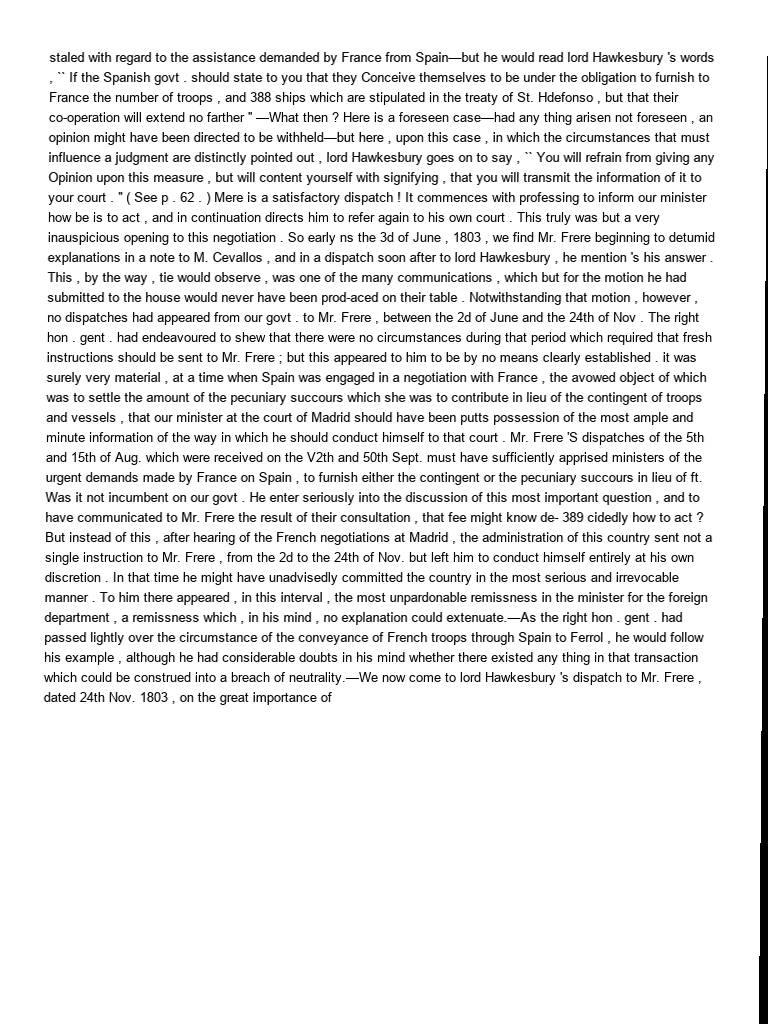 staled with regard to the assistance demanded by France from Spain—but he would read lord Hawkesbury 's words
, `` If the Spanish govt . should state to you that they Conceive themselves to be under the obligation to furnish to
France the number of troops , and 388 ships which are stipulated in the treaty of St. Hdefonso , but that their
co-operation will extend no farther " —What then ? Here is a foreseen case—had any thing arisen not foreseen , an
opinion might have been directed to be withheld—but here , upon this case , in which the circumstances that must
influence a judgment are distinctly pointed out , lord Hawkesbury goes on to say , `` You will refrain from giving any
Opinion upon this measure , but will content yourself with signifying , that you will transmit the information of it to
your court . " ( See p . 62 . ) Mere is a satisfactory dispatch ! It commences with professing to inform our minister
how be is to act , and in continuation directs him to refer again to his own court . This truly was but a very
inauspicious opening to this negotiation . So early ns the 3d of June , 1803 , we find Mr. Frere beginning to detumid
explanations in a note to M. Cevallos , and in a dispatch soon after to lord Hawkesbury , he mention 's his answer .
This , by the way , tie would observe , was one of the many communications , which but for the motion he had
submitted to the house would never have been prod-aced on their table . Notwithstanding that motion , however ,
no dispatches had appeared from our govt . to Mr. Frere , between the 2d of June and the 24th of Nov . The right
hon . gent . had endeavoured to shew that there were no circumstances during that period which required that fresh
instructions should be sent to Mr. Frere ; but this appeared to him to be by no means clearly established . it was
surely very material , at a time when Spain was engaged in a negotiation with France , the avowed object of which
was to settle the amount of the pecuniary succours which she was to contribute in lieu of the contingent of troops
and vessels , that our minister at the court of Madrid should have been putts possession of the most ample and
minute information of the way in which he should conduct himself to that court . Mr. Frere 'S dispatches of the 5th
and 15th of Aug. which were received on the V2th and 50th Sept. must have sufficiently apprised ministers of the
urgent demands made by France on Spain , to furnish either the contingent or the pecuniary succours in lieu of ft.
Was it not incumbent on our govt . He enter seriously into the discussion of this most important question , and to
have communicated to Mr. Frere the result of their consultation , that fee might know de- 389 cidedly how to act ?
But instead of this , after hearing of the French negotiations at Madrid , the administration of this country sent not a
single instruction to Mr. Frere , from the 2d to the 24th of Nov. but left him to conduct himself entirely at his own
discretion . In that time he might have unadvisedly committed the country in the most serious and irrevocable
manner . To him there appeared , in this interval , the most unpardonable remissness in the minister for the foreign
department , a remissness which , in his mind , no explanation could extenuate.—As the right hon . gent . had
passed lightly over the circumstance of the conveyance of French troops through Spain to Ferrol , he would follow
his example , although he had considerable doubts in his mind whether there existed any thing in that transaction
which could be construed into a breach of neutrality.—We now come to lord Hawkesbury 's dispatch to Mr. Frere ,
dated 24th Nov. 1803 , on the great importance of